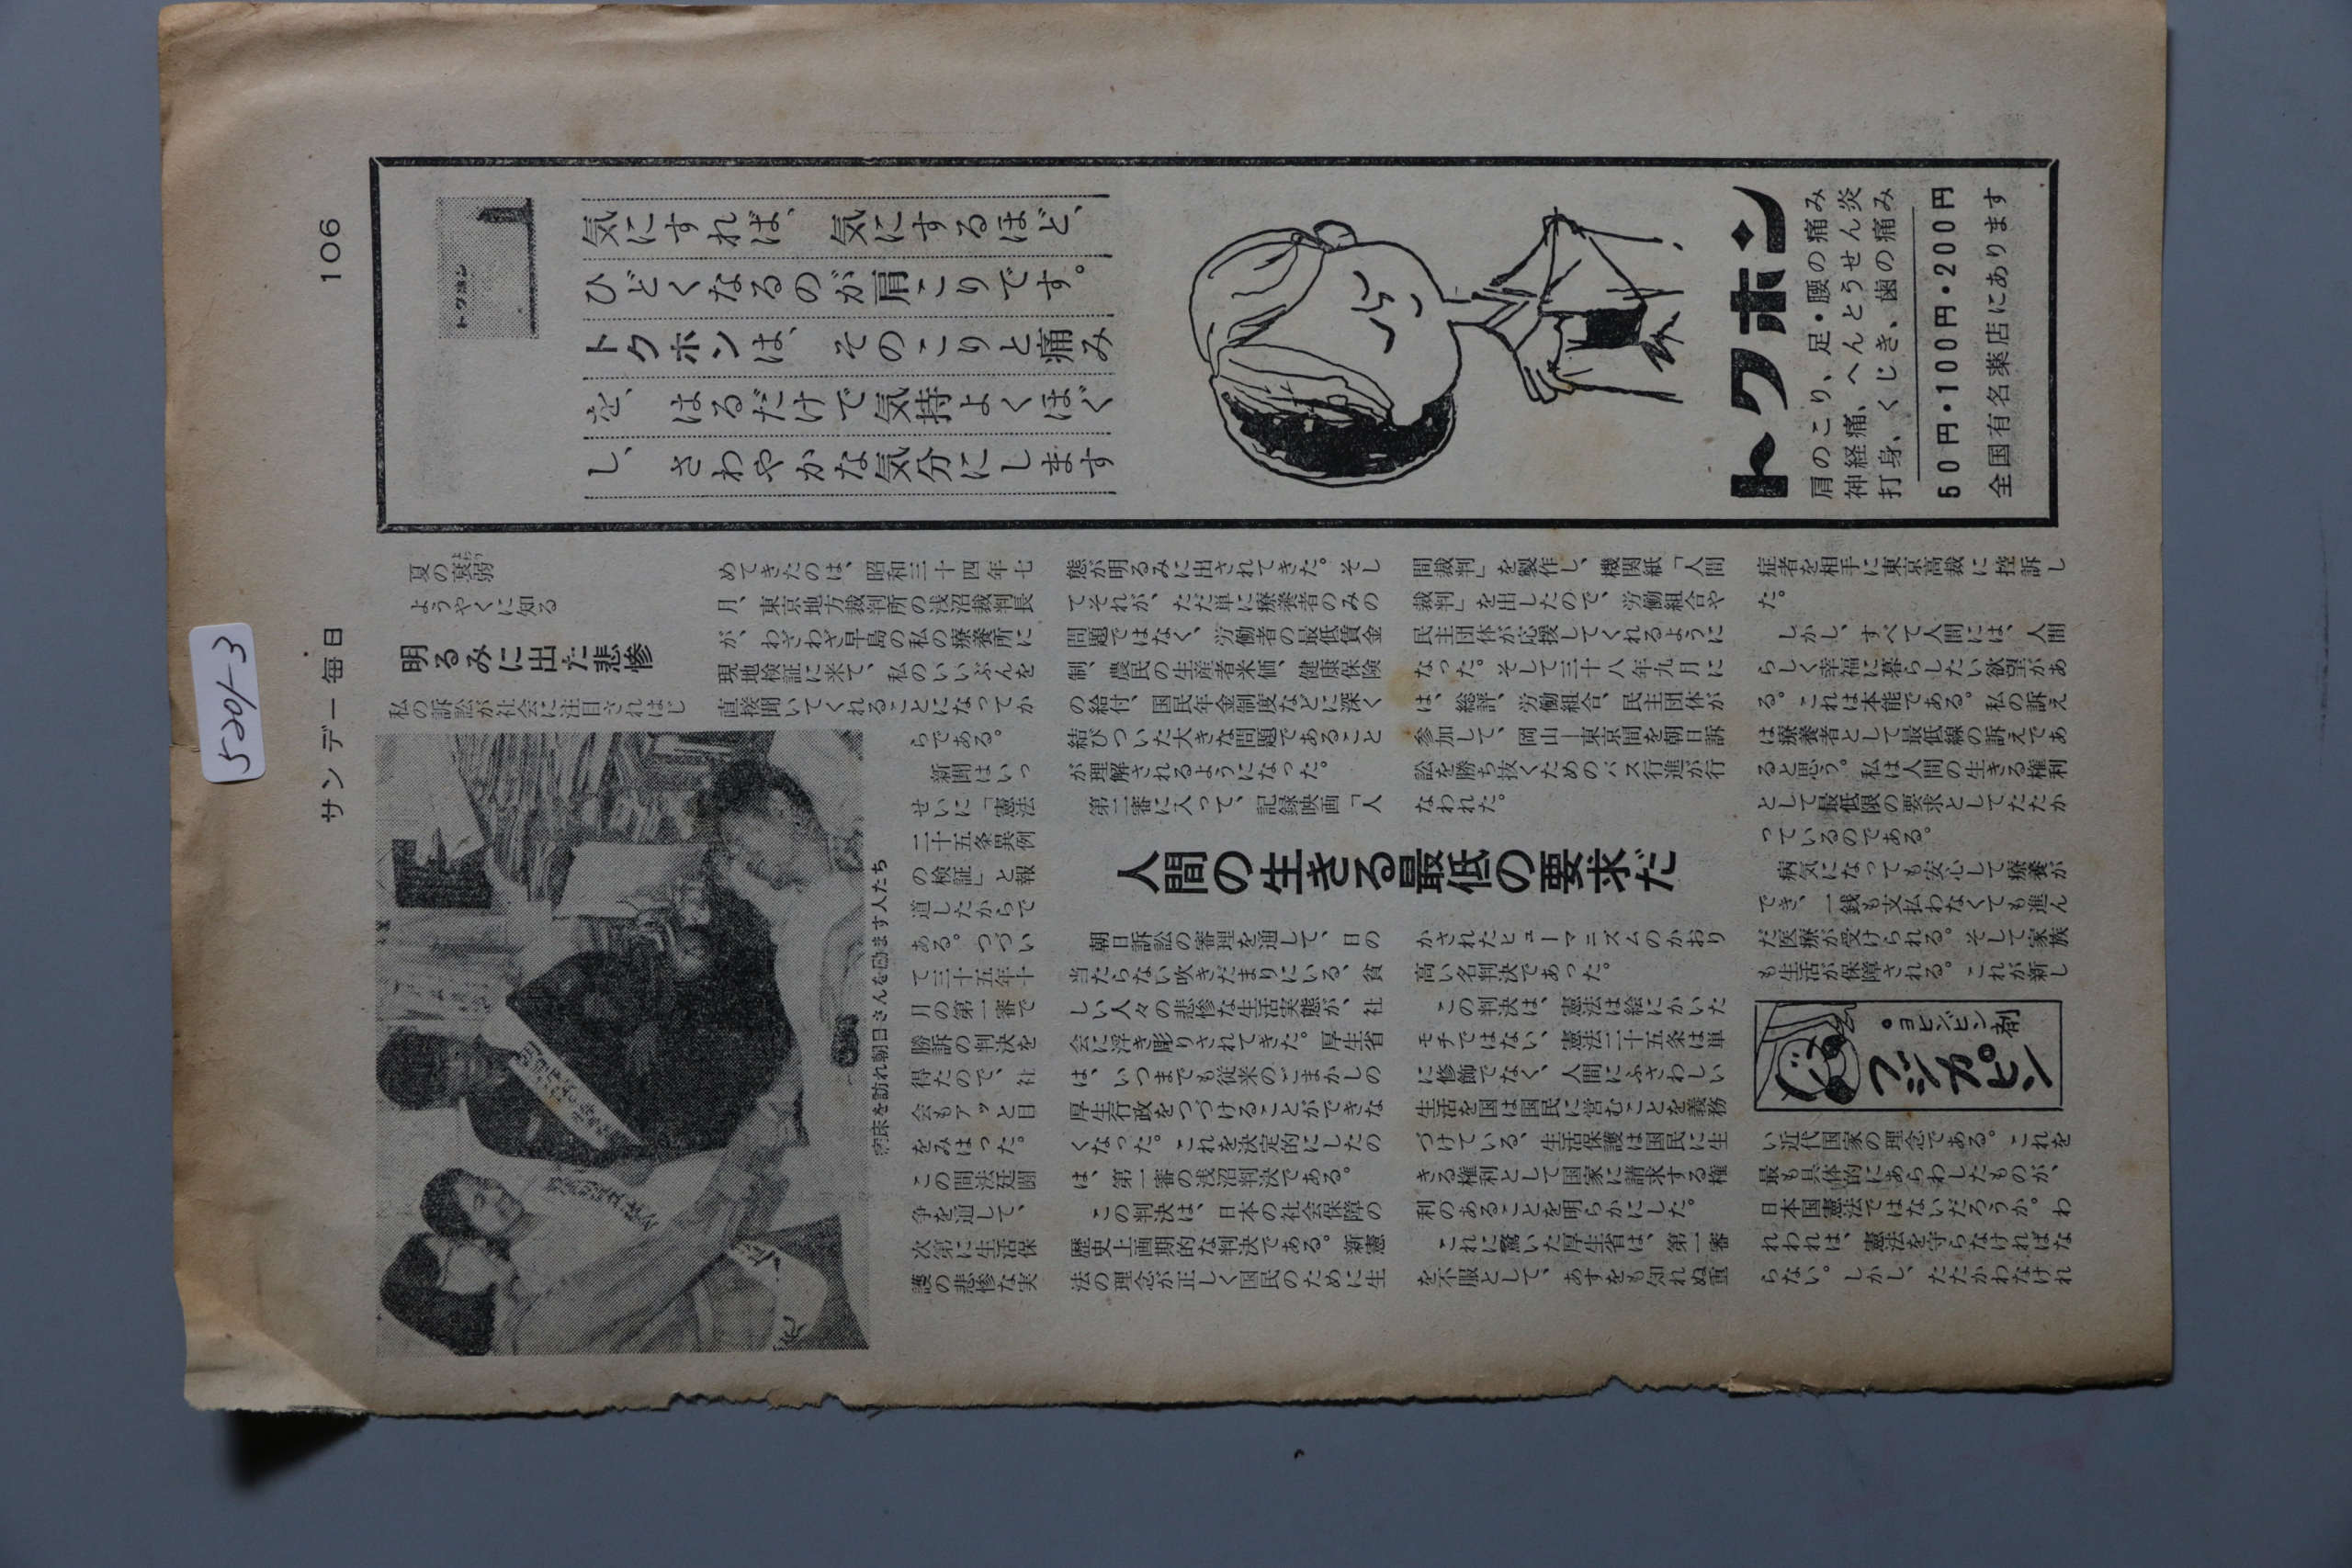 106
サンデー毎日
夏の衰弱
ようやくに知る
明るみに出た悲惨
私の訴訟が社会に注目されはじ
めてきたのは、昭和三十四年七
月、東京地方裁判所の浅沼裁判長
が、わざわざ早島の私の療養所に
現地検証に来て、私のいいぶんを
直接聞いてくれることになってか
らである。
新聞はいっ
せいに「憲法
二十五条異例
の検証」と報
道したからで
ある。つづい
て三十五年十
月の第一審で
勝訴の判決を
得たので、社
会もアッと目
をみはった。
この間法廷闘
争を通して、
次第に生活保
護の悲惨な実
病床を訪れ朝日さんを励ます人たち
態が明るみに出されてきた。そし
てそれが、ただ単に療養者のみの
問題ではなく、労働者の最低賃金
制、農民の生産者米価、健康保険
の給付、国民年金制度などに深く
結びついた大きな問題であること
が理解されるようになった。
第二審に入って、記録映画「人
間裁判」を製作し、機関紙「人間
裁判」を出したので、労働組合や
民主団体が応援してくれるように
なった。そして三十八年九月に
は、総評、労働組合、民主団体が
参加して、岡山―東京間を朝日訴
訟を勝ち抜くためのバス行進が行
なわれた。
人間の生きる最低の要求だ
朝日訴訟の審理を通して、日の
当たらない吹きだまりにいる、貧
しい人々の悲惨な生活実態が、社
会に浮き彫りされてきた。厚生省
は、いつまでも従来のごまかしの
厚生行政をつづけることができな
くなった。これを決定的にしたの
は、第一審の浅沼判決である。
この判決は、日本の社会保障の
歴史上画期的な判決である。新憲
法の理念が正しく国民のために生
かされたヒューマニズムのかおり
高い名判決であった。
この判決は、憲法は絵にかいた
モチではない、憲法二十五条は単
に修飾でなく、人間にふさわしい
生活を国は国民に営むことを義務
づけている、生活保護は国民に生
きる権利として国家に請求する権
利のあることを明らかにした。
これに驚いた厚生省は、第一審
を不服として、あすをも知れぬ重
症者を相手に東京高裁に控訴し
た。
しかし、すべて人間には、人間
らしく幸福に暮らしたい欲望があ
る。これは本能である。私の訴え
は療養者として最低線の訴えであ
ると思う。私は人間の生きる権利
として最低限の要求としてたたか
っているのである。
病気になっても安心して療養が
でき、一銭も支払わなくても進ん
だ医療が受けられる。そして家族
も生活が保障される。これが新し
い近代国家の理念である。これを
最も具体的にあらわしたものが、
日本国憲法ではないだろうか。わ
れわれは、憲法を守らなければな
らない。しかし、たたかわなけれ
トクホン
気にすれば、気にするほど、
ひどくなるのが肩こりです。
トクホンは、そのこりと痛み
を、はるだけで気持よくほぐ
し、さわやかな気分にします
トクホン
肩のこり、足・腰の痛み
神経痛、へんとうせん炎
打身、くじき、歯の痛み
50円・100円・200円
全国有名薬店にあります
5201-3